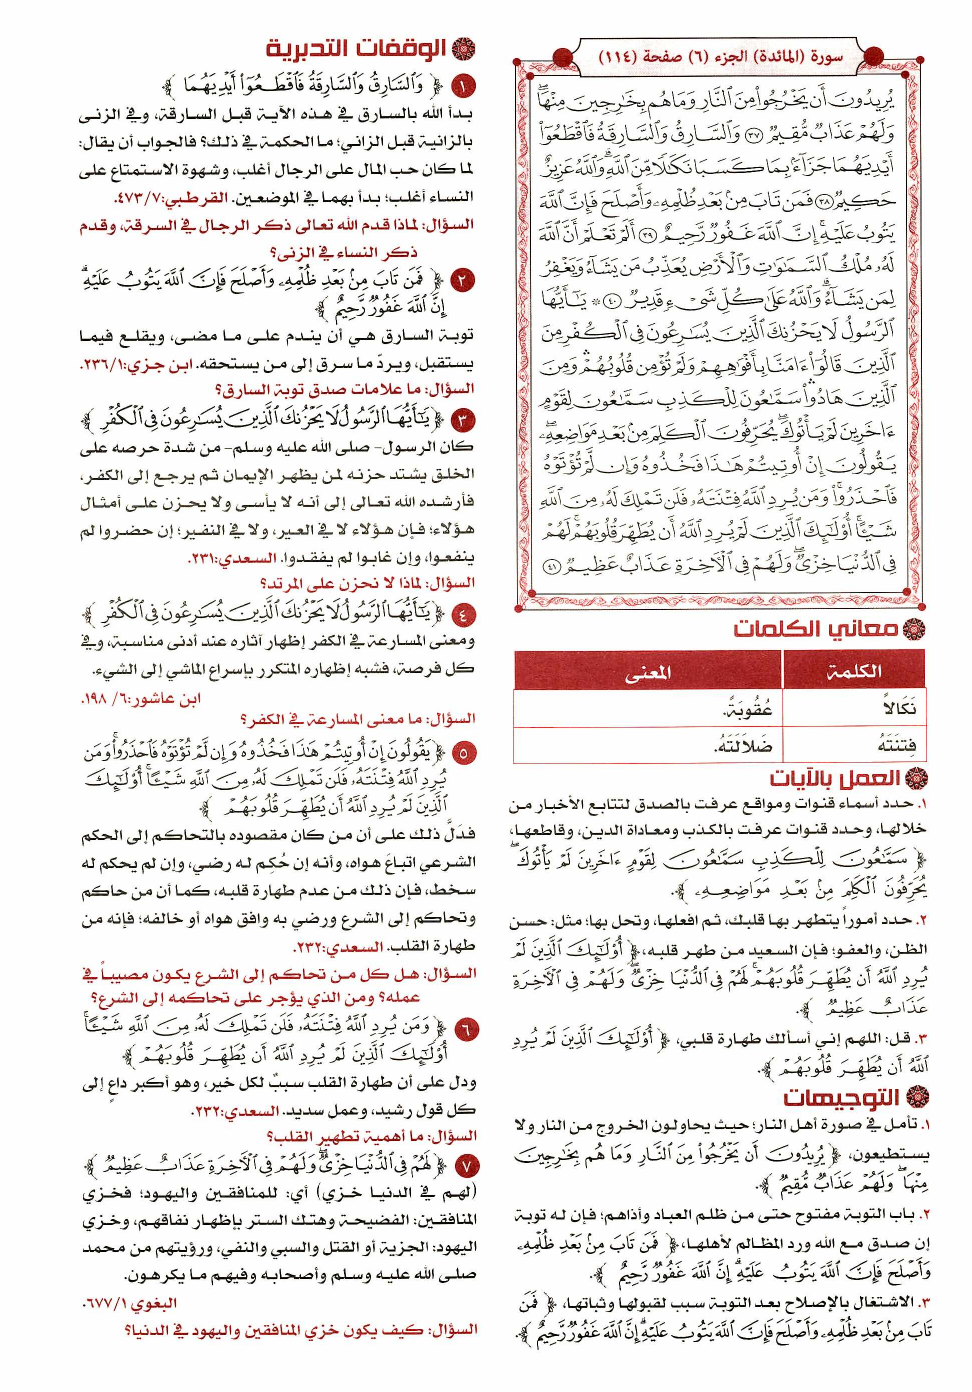 سورة (المائدة) الجزء (٦) صفحة (١١٤)
يُرِيدُونَ أَن يَخْرُجُوا۟ مِنَ ٱلنَّارِ وَمَا هُم بِخَٰرِجِينَ مِنْهَا ۖ
وَلَهُمْ عَذَابٌ مُّقِيمٌ ٣٧ وَٱلسَّارِقُ وَٱلسَّارِقَةُ فَٱقْطَعُوٓا۟
أَيْدِيَهُمَا جَزَآءًۢ بِمَا كَسَبَا نَكَٰلًا مِّنَ ٱللَّهِ ۗ وَٱللَّهُ عَزِيزٌ
حَكِيمٌ ٣٨ فَمَن تَابَ مِنۢ بَعْدِ ظُلْمِهِۦ وَأَصْلَحَ فَإِنَّ ٱللَّهَ
يَتُوبُ عَلَيْهِ ۗ إِنَّ ٱللَّهَ غَفُورٌ رَّحِيمٌ ٣٩ أَلَمْ تَعْلَمْ أَنَّ ٱللَّهَ
لَهُۥ مُلْكُ ٱلسَّمَٰوَٰتِ وَٱلْأَرْضِ يُعَذِّبُ مَن يَشَآءُ وَيَغْفِرُ
لِمَن يَشَآءُ ۗ وَٱللَّهُ عَلَىٰ كُلِّ شَىْءٍ قَدِيرٌ ٤٠ ۞ يَٰٓأَيُّهَا
ٱلرَّسُولُ لَا يَحْزُنكَ ٱلَّذِينَ يُسَٰرِعُونَ فِى ٱلْكُفْرِ مِنَ
ٱلَّذِينَ قَالُوٓا۟ ءَامَنَّا بِأَفْوَٰهِهِمْ وَلَمْ تُؤْمِن قُلُوبُهُمْ ۛ وَمِنَ
ٱلَّذِينَ هَادُوا۟ ۛ سَمَّٰعُونَ لِلْكَذِبِ سَمَّٰعُونَ لِقَوْمٍ
ءَاخَرِينَ لَمْ يَأْتُوكَ ۖ يُحَرِّفُونَ ٱلْكَلِمَ مِنۢ بَعْدِ مَوَاضِعِهِۦ ۖ
يَقُولُونَ إِنْ أُوتِيتُمْ هَٰذَا فَخُذُوهُ وَإِن لَّمْ تُؤْتَوْهُ
فَٱحْذَرُوا۟ ۚ وَمَن يُرِدِ ٱللَّهُ فِتْنَتَهُۥ فَلَن تَمْلِكَ لَهُۥ مِنَ ٱللَّهِ
شَيْـًٔا ۚ أُو۟لَٰٓئِكَ ٱلَّذِينَ لَمْ يُرِدِ ٱللَّهُ أَن يُطَهِّرَ قُلُوبَهُمْ ۚ لَهُمْ
فِى ٱلدُّنْيَا خِزْىٌ ۖ وَلَهُمْ فِى ٱلْءَاخِرَةِ عَذَابٌ عَظِيمٌ ٤١
معاني الكلمات
الكلمة المعنى
نَكَالًا عُقُوبَةً.
فِتْنَتَهُ ضَلَالَتَهُ.
العمل بالآيات
١. حدد أسماء قنوات ومواقع عرفت بالصدق لتتابع الأخبار من
خلالها، وحدد قنوات عرفت بالكذب ومعاداة الدين، وقاطعها،
﴿ سَمَّٰعُونَ لِلْكَذِبِ سَمَّٰعُونَ لِقَوْمٍ ءَاخَرِينَ لَمْ يَأْتُوكَ ۖ
يُحَرِّفُونَ ٱلْكَلِمَ مِنۢ بَعْدِ مَوَاضِعِهِۦ ﴾.
٢. حدد أموراً يتطهر بها قلبك، ثم افعلها، وتحل بها؛ مثل: حسن
الظن، والعفو؛ فإن السعيد من طهر قلبه، ﴿ أُو۟لَٰٓئِكَ ٱلَّذِينَ لَمْ
يُرِدِ ٱللَّهُ أَن يُطَهِّرَ قُلُوبَهُمْ ۚ لَهُمْ فِى ٱلدُّنْيَا خِزْىٌ ۖ وَلَهُمْ فِى ٱلْءَاخِرَةِ
عَذَابٌ عَظِيمٌ ﴾.
٣. قل: اللهم إني أسألك طهارة قلبي، ﴿ أُو۟لَٰٓئِكَ ٱلَّذِينَ لَمْ يُرِدِ
ٱللَّهُ أَن يُطَهِّرَ قُلُوبَهُمْ ﴾.
التوجيهات
١. تأمل في صورة أهل النار؛ حيث يحاولون الخروج من النار ولا
يستطيعون، ﴿ يُرِيدُونَ أَن يَخْرُجُوا۟ مِنَ ٱلنَّارِ وَمَا هُم بِخَٰرِجِينَ
مِنْهَا ۖ وَلَهُمْ عَذَابٌ مُّقِيمٌ ﴾.
٢. باب التوبة مفتوح حتى من ظلم العباد وأذاهم؛ فإن له توبة
إن صدق مع الله ورد المظالم لأهلها، ﴿ فَمَن تَابَ مِنۢ بَعْدِ ظُلْمِهِۦ
وَأَصْلَحَ فَإِنَّ ٱللَّهَ يَتُوبُ عَلَيْهِ ۗ إِنَّ ٱللَّهَ غَفُورٌ رَّحِيمٌ ﴾.
٣. الاشتغال بالإصلاح بعد التوبة سبب لقبولها وثباتها، ﴿ فَمَن
تَابَ مِنۢ بَعْدِ ظُلْمِهِۦ وَأَصْلَحَ فَإِنَّ ٱللَّهَ يَتُوبُ عَلَيْهِ ۗ إِنَّ ٱللَّهَ غَفُورٌ رَّحِيمٌ ﴾.
الوقفات التدبرية
١ ﴿ وَٱلسَّارِقُ وَٱلسَّارِقَةُ فَٱقْطَعُوٓا۟ أَيْدِيَهُمَا ﴾
بدأ الله بالسارق في هذه الآية قبل السارقة، وفي الزنى
بالزانية قبل الزاني؛ ما الحكمة في ذلك؟ فالجواب أن يقال:
لما كان حب المال على الرجال أغلب، وشهوة الاستمتاع على
النساء أغلب؛ بدأ بهما في الموضعين. القرطبي:٤٧٣/٧.
السؤال: لماذا قدم الله تعالى ذكر الرجال في السرقة، وقدم
ذكر النساء في الزنى؟
٢ ﴿ فَمَن تَابَ مِنۢ بَعْدِ ظُلْمِهِۦ وَأَصْلَحَ فَإِنَّ ٱللَّهَ يَتُوبُ عَلَيْهِ ۗ
إِنَّ ٱللَّهَ غَفُورٌ رَّحِيمٌ ﴾
توبة السارق هي أن يندم على ما مضى، ويقلع فيما
يستقبل، ويردّ ما سرق إلى من يستحقه. ابن جزي:٢٣٦/١.
السؤال: ما علامات صدق توبة السارق؟
٣ ﴿ يَٰٓأَيُّهَا ٱلرَّسُولُ لَا يَحْزُنكَ ٱلَّذِينَ يُسَٰرِعُونَ فِى ٱلْكُفْرِ ﴾
كان الرسول- صلى الله عليه وسلم- من شدة حرصه على
الخلق يشتد حزنه لمن يظهر الإيمان ثم يرجع إلى الكفر،
فأرشده الله تعالى إلى أنه لا يأسى ولا يحزن على أمثال
هؤلاء؛ فإن هؤلاء لا في العير، ولا في النفير؛ إن حضروا لم
ينفعوا، وإن غابوا لم يفقدوا. السعدي:٢٣١.
السؤال: لماذا لا نحزن على المرتد؟
٤ ﴿ يَٰٓأَيُّهَا ٱلرَّسُولُ لَا يَحْزُنكَ ٱلَّذِينَ يُسَٰرِعُونَ فِى ٱلْكُفْرِ ﴾
ومعنى المسارعة في الكفر إظهار آثاره عند أدنى مناسبة، وفي
كل فرصة، فشبه إظهاره المتكرر بإسراع الماشي إلى الشيء.
ابن عاشور:٦/ ١٩٨.
السؤال: ما معنى المسارعة في الكفر؟
٥ ﴿ يَقُولُونَ إِنْ أُوتِيتُمْ هَٰذَا فَخُذُوهُ وَإِن لَّمْ تُؤْتَوْهُ فَٱحْذَرُوا۟ ۚ وَمَن
يُرِدِ ٱللَّهُ فِتْنَتَهُۥ فَلَن تَمْلِكَ لَهُۥ مِنَ ٱللَّهِ شَيْـًٔا ۚ أُو۟لَٰٓئِكَ
ٱلَّذِينَ لَمْ يُرِدِ ٱللَّهُ أَن يُطَهِّرَ قُلُوبَهُمْ ﴾
فدلَّ ذلك على أن من كان مقصوده بالتحاكم إلى الحكم
الشرعي اتباعَ هواه، وأنه إن حُكِم له رضي، وإن لم يحكم له
سخط، فإن ذلك من عدم طهارة قلبه، كما أن من حاكم
وتحاكم إلى الشرع ورضي به وافق هواه أو خالفه؛ فإنه من
طهارة القلب. السعدي:٢٣٢.
السؤال: هل كل من تحاكم إلى الشرع يكون مصيباً في
عمله؟ ومن الذي يؤجر على تحاكمه إلى الشرع؟
٦ ﴿ وَمَن يُرِدِ ٱللَّهُ فِتْنَتَهُۥ فَلَن تَمْلِكَ لَهُۥ مِنَ ٱللَّهِ شَيْـًٔا ۚ
أُو۟لَٰٓئِكَ ٱلَّذِينَ لَمْ يُرِدِ ٱللَّهُ أَن يُطَهِّرَ قُلُوبَهُمْ ﴾
ودل على أن طهارة القلب سببٌ لكل خير، وهو أكبر داعٍ إلى
كل قول رشيد، وعمل سديد. السعدي:٢٣٢.
السؤال: ما أهمية تطهير القلب؟
٧ ﴿ لَهُمْ فِى ٱلدُّنْيَا خِزْىٌ ۖ وَلَهُمْ فِى ٱلْءَاخِرَةِ عَذَابٌ عَظِيمٌ ﴾
(لهم في الدنيا خزي) أي: للمنافقين واليهود؛ فخزي
المنافقين: الفضيحة وهتك الستر بإظهار نفاقهم، وخزي
اليهود: الجزية أو القتل والسبي والنفي، ورؤيتهم من محمد
صلى الله عليه وسلم وأصحابه وفيهم ما يكرهون.
البغوي ٦٧٧/١.
السؤال: كيف يكون خزي المنافقين واليهود في الدنيا؟